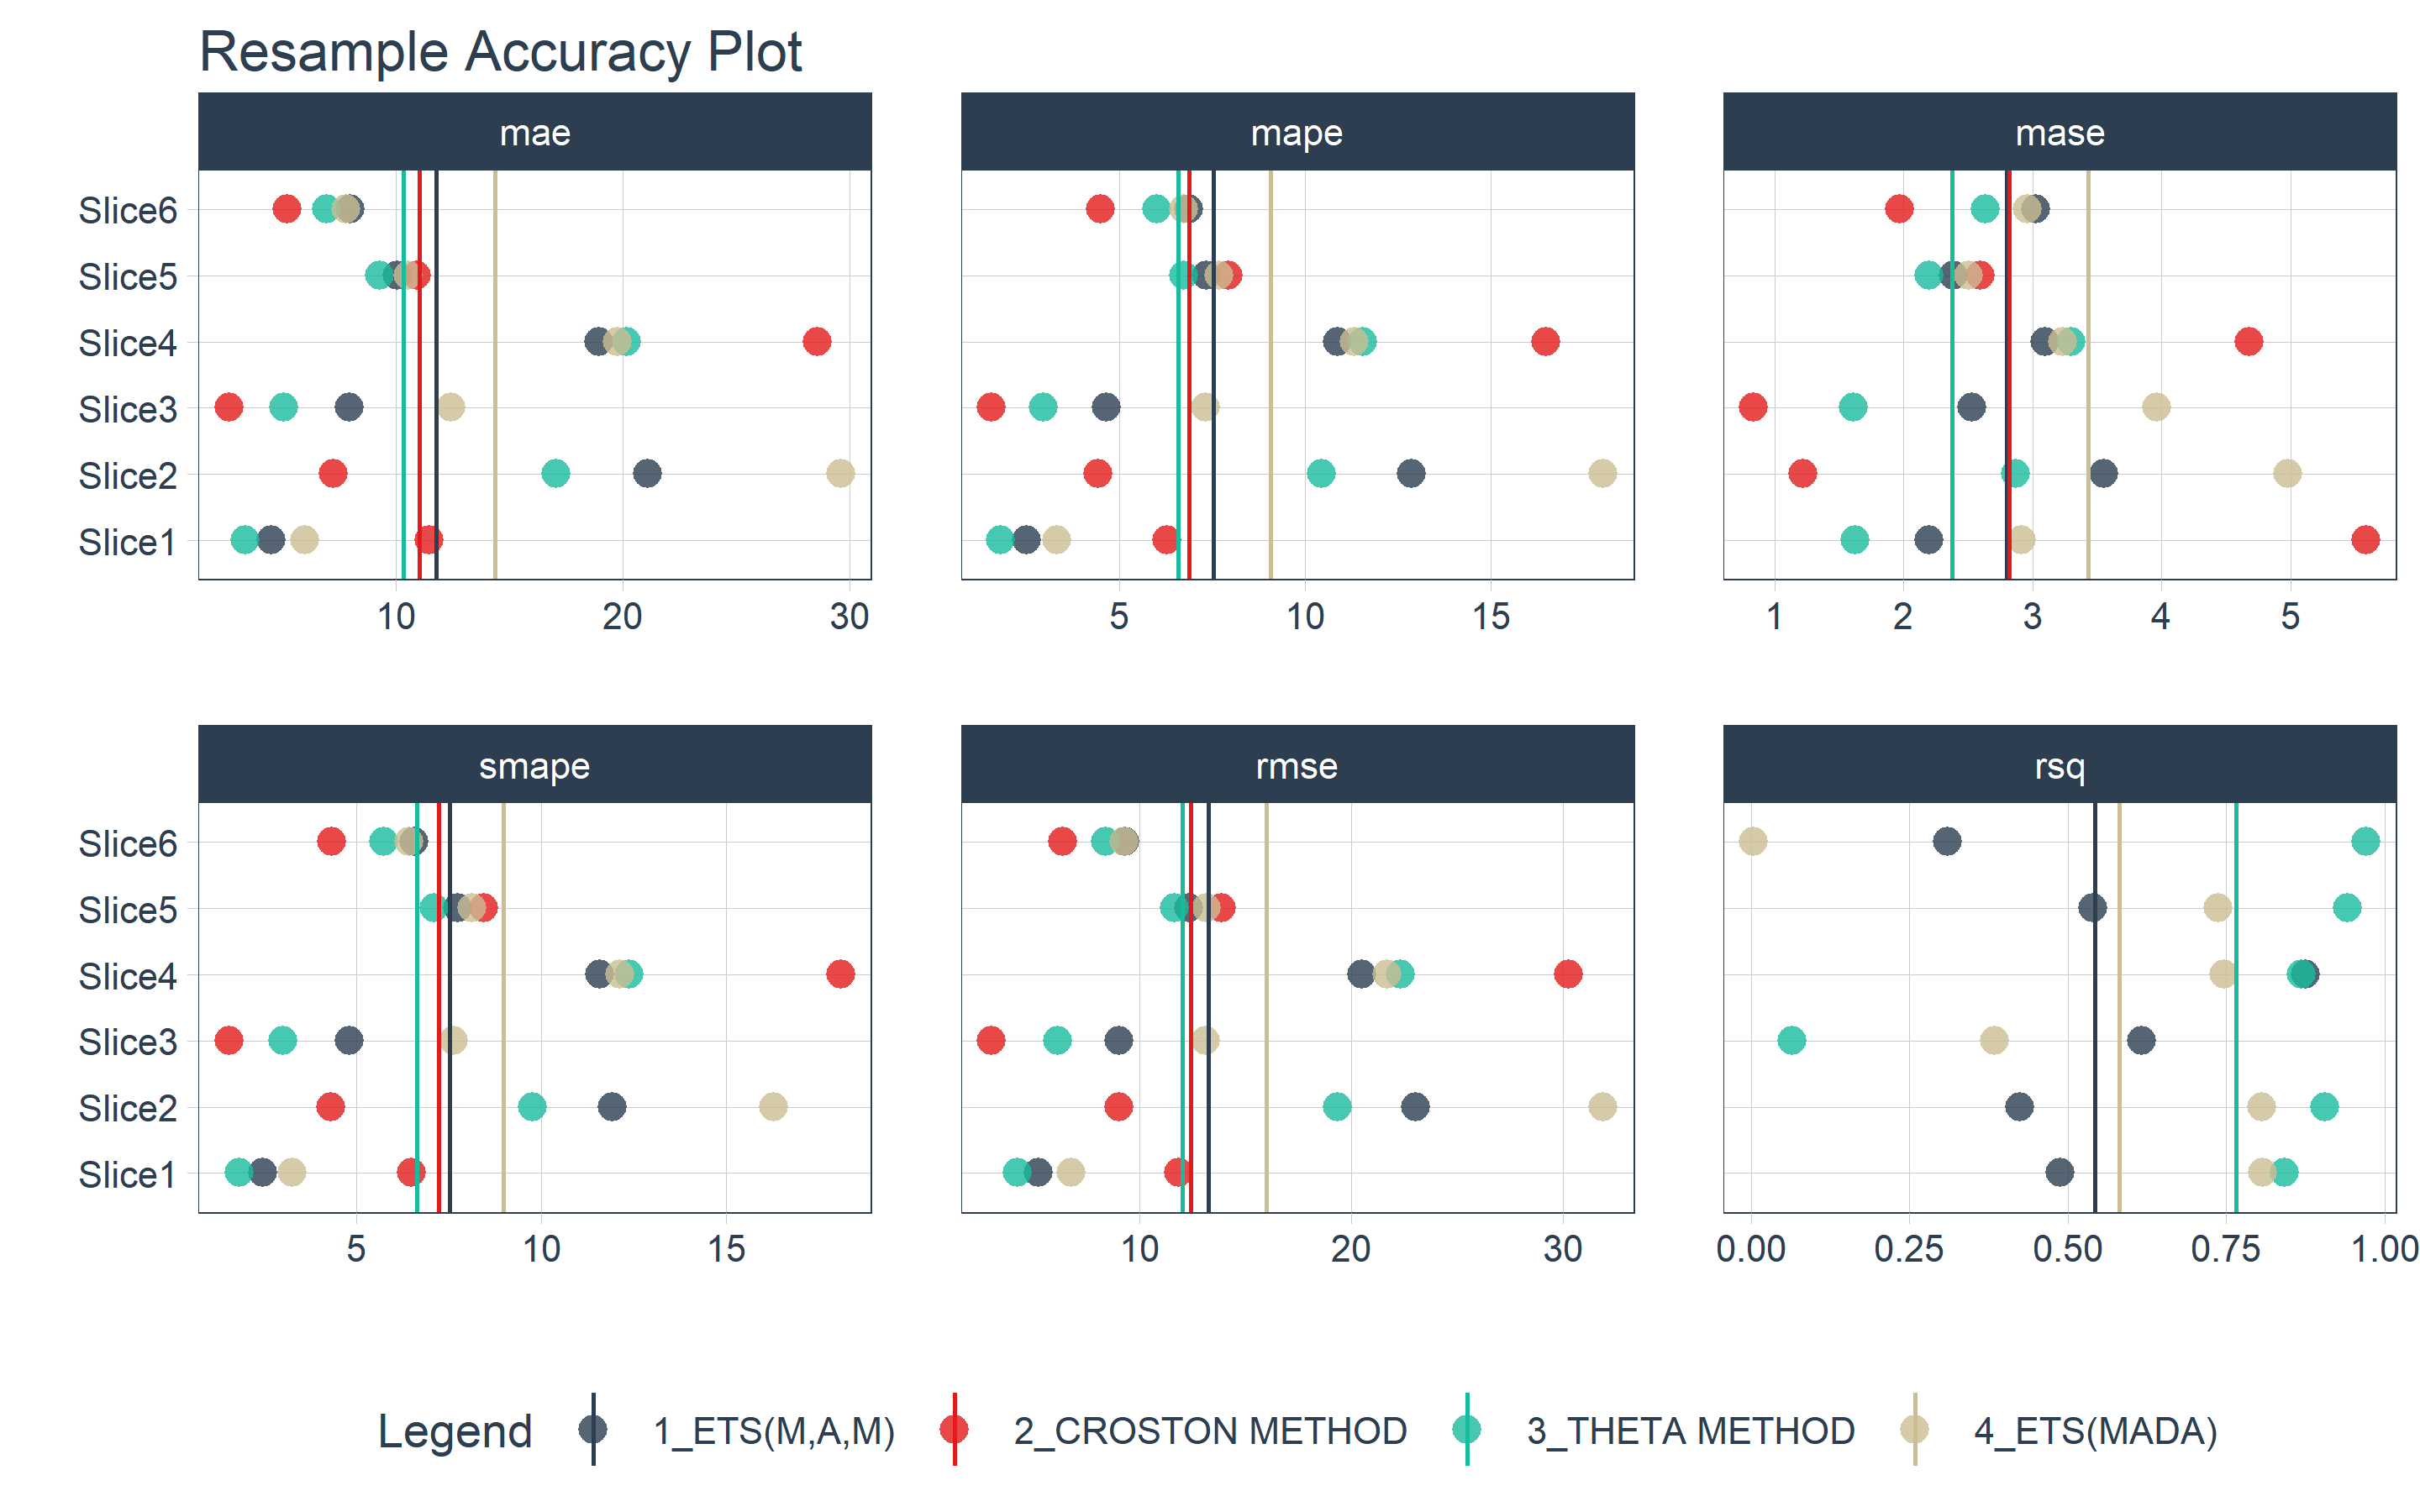 Resample Accuracy Plot
mae
mape
mase
Slice6
Slice5
Slice4
Slice3
Slice2
Slice1
10 20 30
5 10 15
1 2 3 4 5
smape
rmse
rsq
Slice6
Slice5
Slice4
Slice3
Slice2
Slice1
5 10 15
10 20 30
0.00 0.25 0.50 0.75 1.00
Legend 1_ETS(M,A,M) 2_CROSTON METHOD 3_THETA METHOD 4_ETS(MADA)